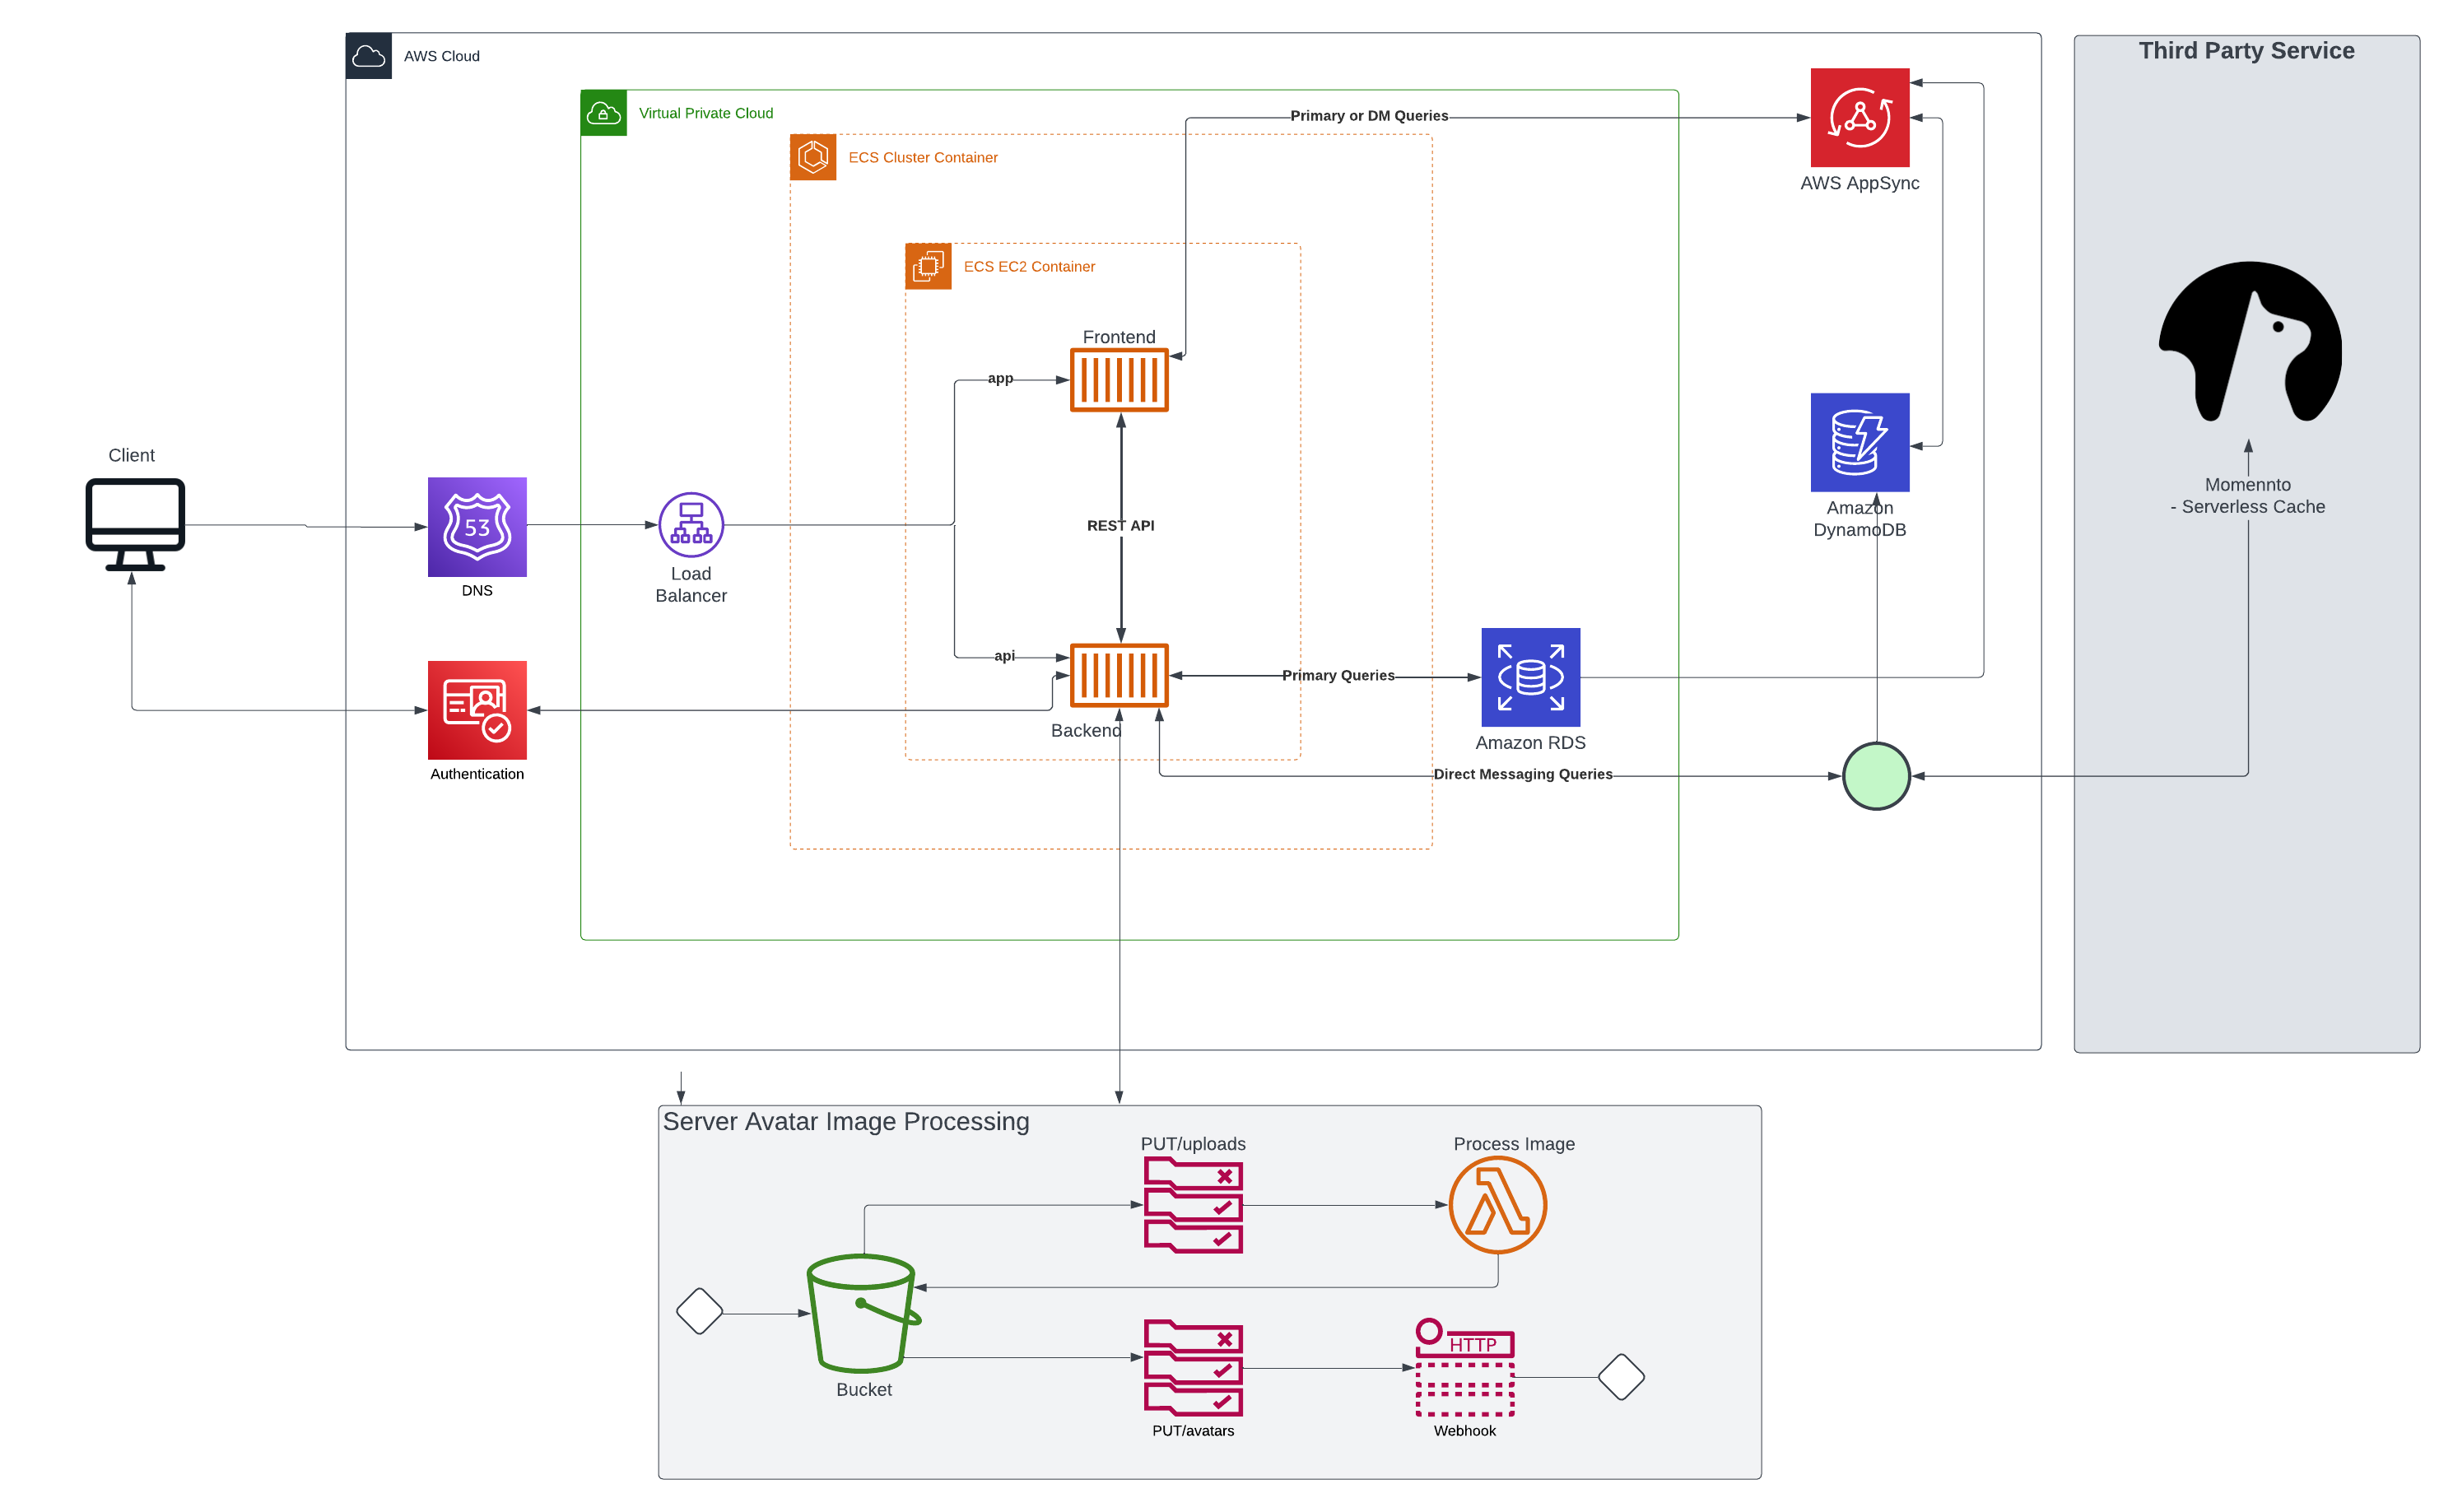 AWS Cloud
Third Party Service
Virtual Private Cloud
Primary or DM Queries
ECS Cluster Container
AWS AppSync
ECS EC2 Container
Frontend
app
Client
53
DNS
Load
Balancer
REST API
Amazon
DynamoDB
Momennto
- Serverless Cache
api
Primary Queries
Backend
Amazon RDS
Authentication
Direct Messaging Queries
Server Avatar Image Processing
PUT/uploads
Process Image
Bucket
PUT/avatars
HTTP
Webhook